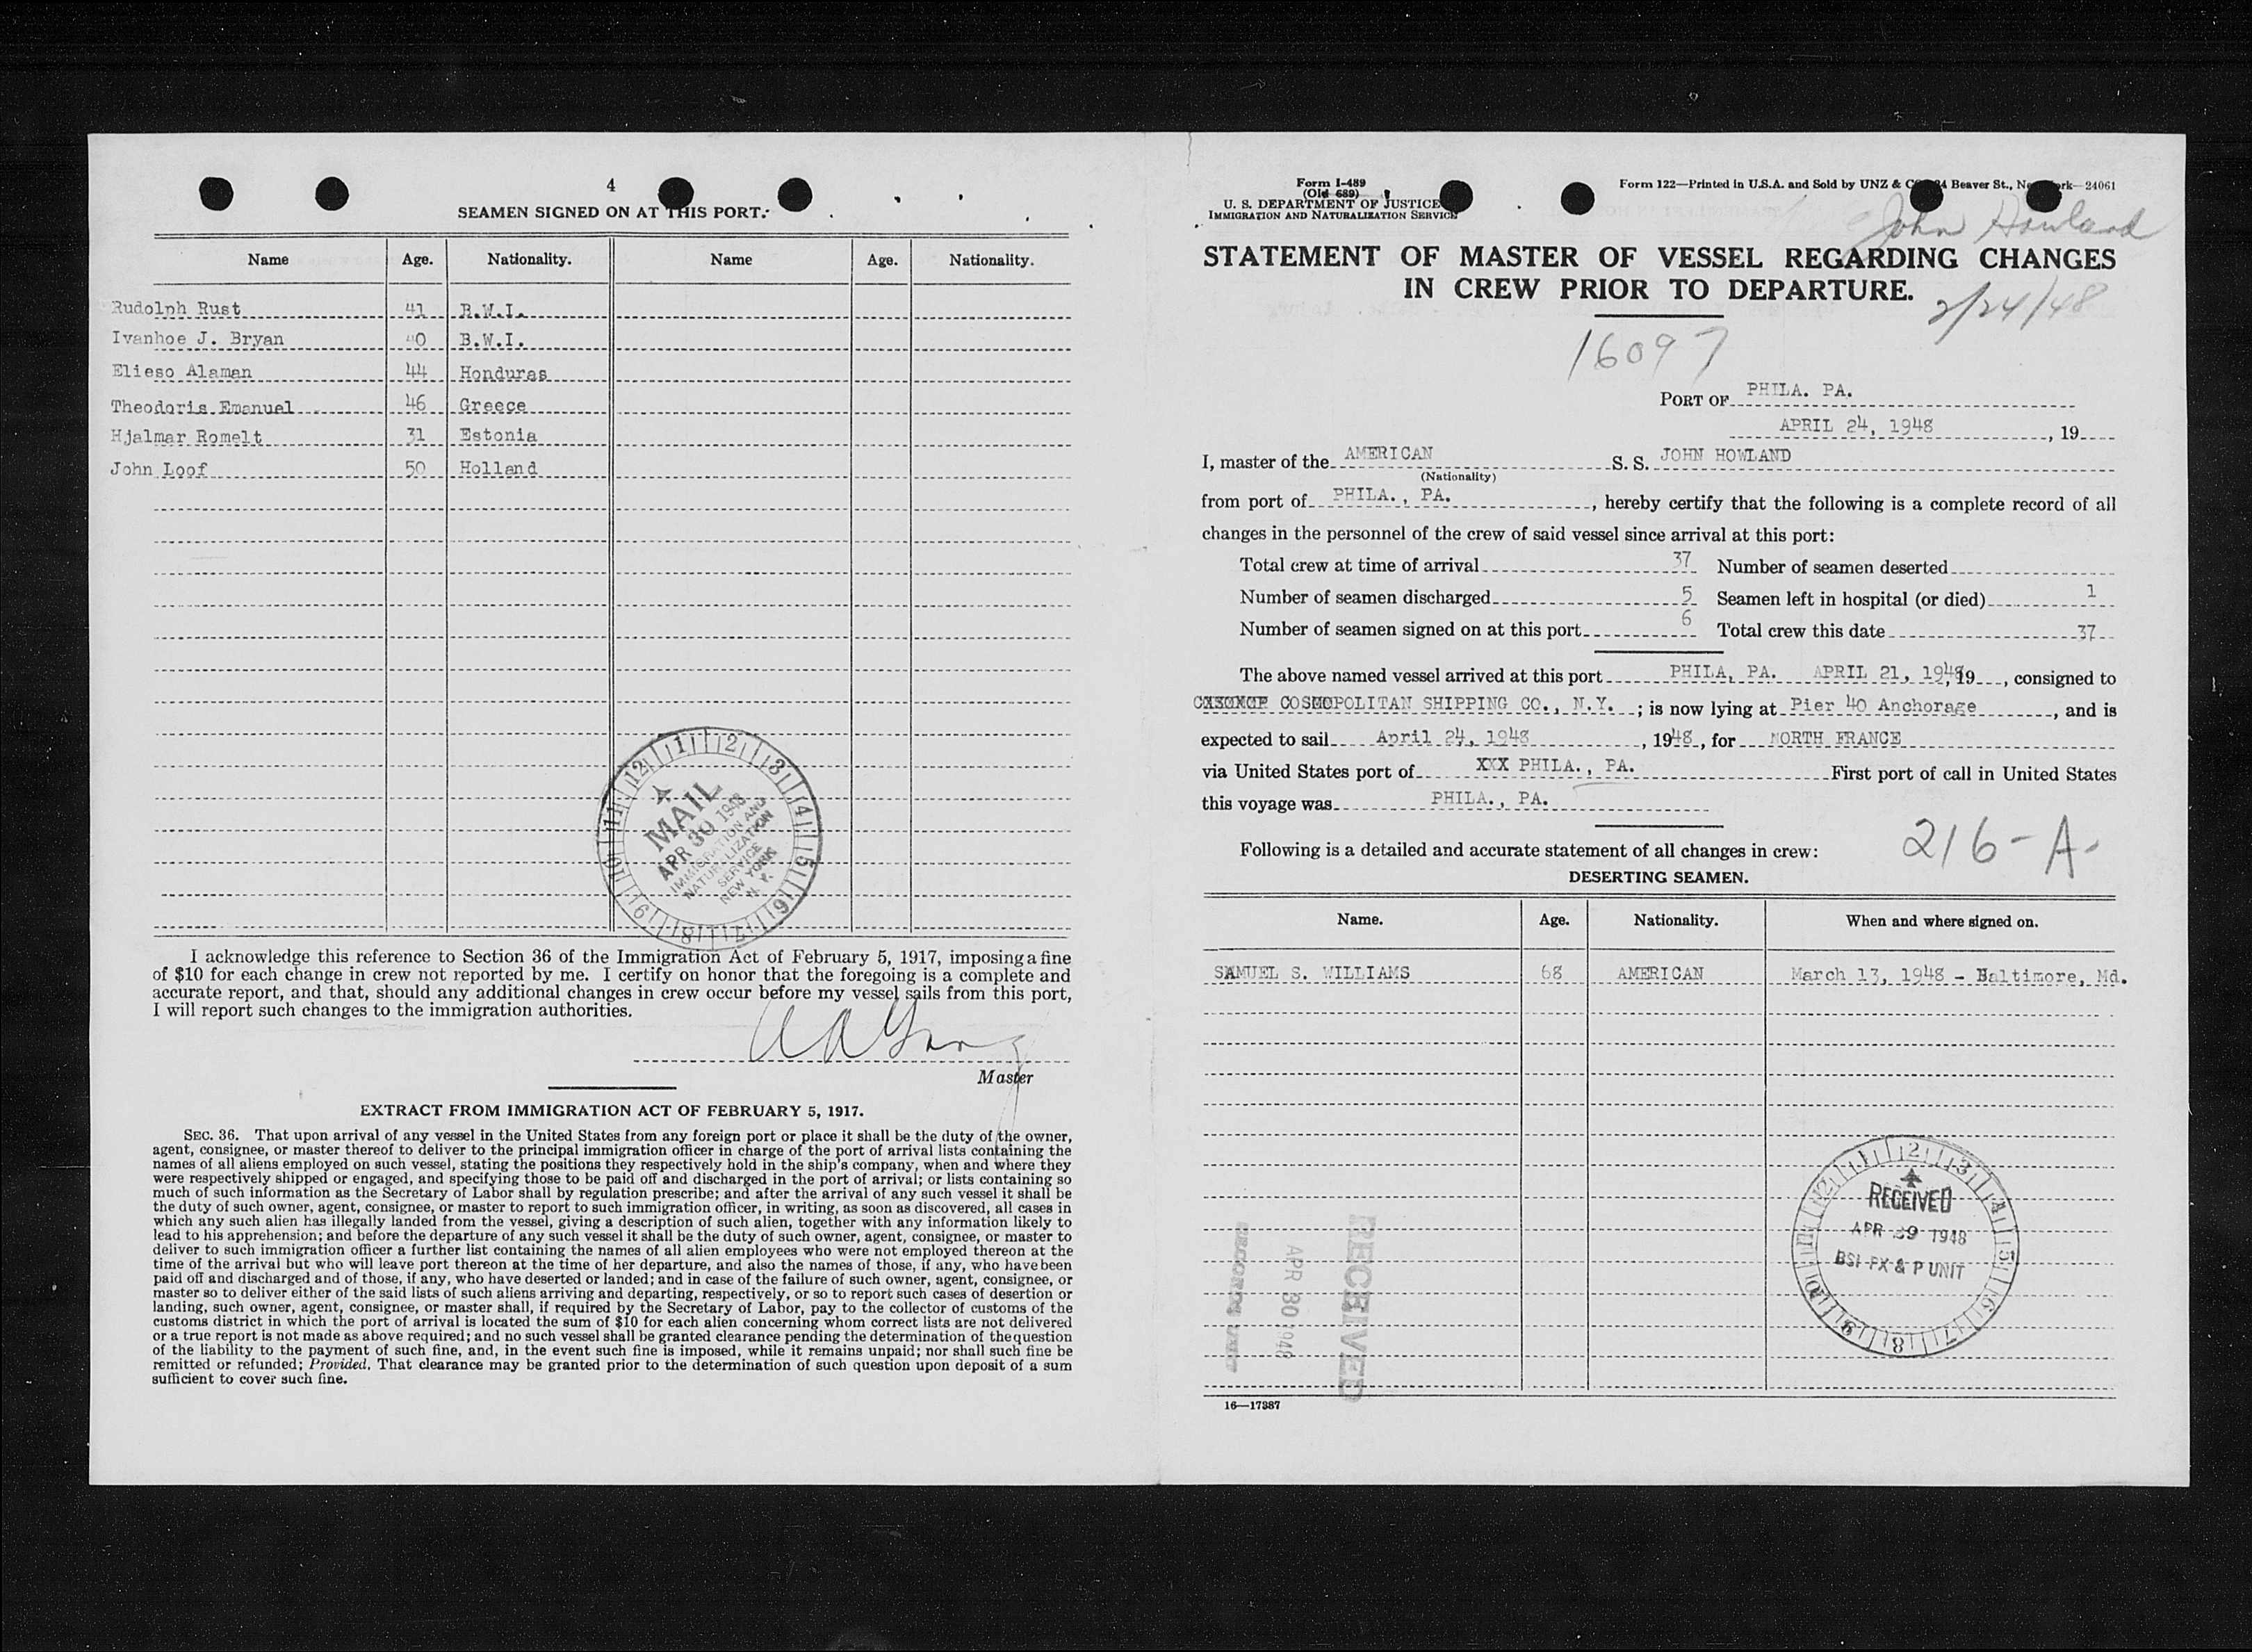 4
SEAMEN SIGNED ON AT THIS PORT.
Name Age. Nationality. Name Age. Nationality.
Rudolph Rust 41 B.W.I.
Ivanhoe J. Bryan 40 B.W.I.
Elieso Alaman 44 Honduras
Theodoris Emanuel 46 Greece
Hjalmar Romelt 31 Estonia
John Loof 50 Holland
1 2 3 4 5 6 7 8 9 10 11 12
MAIL
APR 30 1948
IMMIGRATION AND
NATURALIZATION
SERVICE
NEW YORK
N. Y.
I acknowledge this reference to Section 36 of the Immigration Act of February 5, 1917, imposing a fine
of $10 for each change in crew not reported by me. I certify on honor that the foregoing is a complete and
accurate report, and that, should any additional changes in crew occur before my vessel sails from this port,
I will report such changes to the immigration authorities.
Master
EXTRACT FROM IMMIGRATION ACT OF FEBRUARY 5, 1917.
SEC. 36. That upon arrival of any vessel in the United States from any foreign port or place it shall be the duty of the owner,
agent, consignee, or master thereof to deliver to the principal immigration officer in charge of the port of arrival lists containing the
names of all aliens employed on such vessel, stating the positions they respectively hold in the ship's company, when and where they
were respectively shipped or engaged, and specifying those to be paid off and discharged in the port of arrival; or lists containing so
much of such information as the Secretary of Labor shall by regulation prescribe; and after the arrival of any such vessel it shall be
the duty of such owner, agent, consignee, or master to report to such immigration officer, in writing, as soon as discovered, all cases in
which any such alien has illegally landed from the vessel, giving a description of such alien, together with any information likely to
lead to his apprehension; and before the departure of any such vessel it shall be the duty of such owner, agent, consignee, or master to
deliver to such immigration officer a further list containing the names of all alien employees who were not employed thereon at the
time of the arrival but who will leave port thereon at the time of her departure, and also the names of those, if any, who have been
paid off and discharged and of those, if any, who have deserted or landed; and in case of the failure of such owner, agent, consignee, or
master so to deliver either of the said lists of such aliens arriving and departing, respectively, or so to report such cases of desertion or
landing, such owner, agent, consignee, or master shall, if required by the Secretary of Labor, pay to the collector of customs of the
customs district in which the port of arrival is located the sum of $10 for each alien concerning whom correct lists are not delivered
or a true report is not made as above required; and no such vessel shall be granted clearance pending the determination of the question
of the liability to the payment of such fine, and, in the event such fine is imposed, while it remains unpaid; nor shall such fine be
remitted or refunded; Provided, That clearance may be granted prior to the determination of such question upon deposit of a sum
sufficient to cover such fine.
Form I-489
(Old 689)
U. S. DEPARTMENT OF JUSTICE
IMMIGRATION AND NATURALIZATION SERVICE
Form 122—Printed in U.S.A. and Sold by UNZ & Beaver St., 24061
John Howland
STATEMENT OF MASTER OF VESSEL REGARDING CHANGES
IN CREW PRIOR TO DEPARTURE.
2/24/48
16097
PORT OF PHILA. PA.
APRIL 24, 1948, 19
I, master of the AMERICAN S. S. JOHN HOWLAND
(Nationality)
from port of PHILA., PA., hereby certify that the following is a complete record of all
changes in the personnel of the crew of said vessel since arrival at this port:
Total crew at time of arrival 37 Number of seamen deserted
Number of seamen discharged 5 Seamen left in hospital (or died) 1
Number of seamen signed on at this port 6 Total crew this date 37
The above named vessel arrived at this port PHILA, PA. APRIL 21, 1948, 19, consigned to
COSMOPOLITAN SHIPPING CO., N.Y. ; is now lying at Pier 40 Anchorage, and is
expected to sail April 24, 1948, 1948, for NORTH FRANCE
via United States port of XXX PHILA., PA. First port of call in United States
this voyage was PHILA., PA.
216-A-
Following is a detailed and accurate statement of all changes in crew:
DESERTING SEAMEN.
Name. Age. Nationality. When and where signed on.
SAMUEL S. WILLIAMS 68 AMERICAN March 13, 1948 - Baltimore, Md.
1 2 3 4 5 6 7 8 9 10 11 12
RECEIVED
APR 29 1948
BSI-PX & P UNIT
RECEIVED
APR 30 1948
16—17387